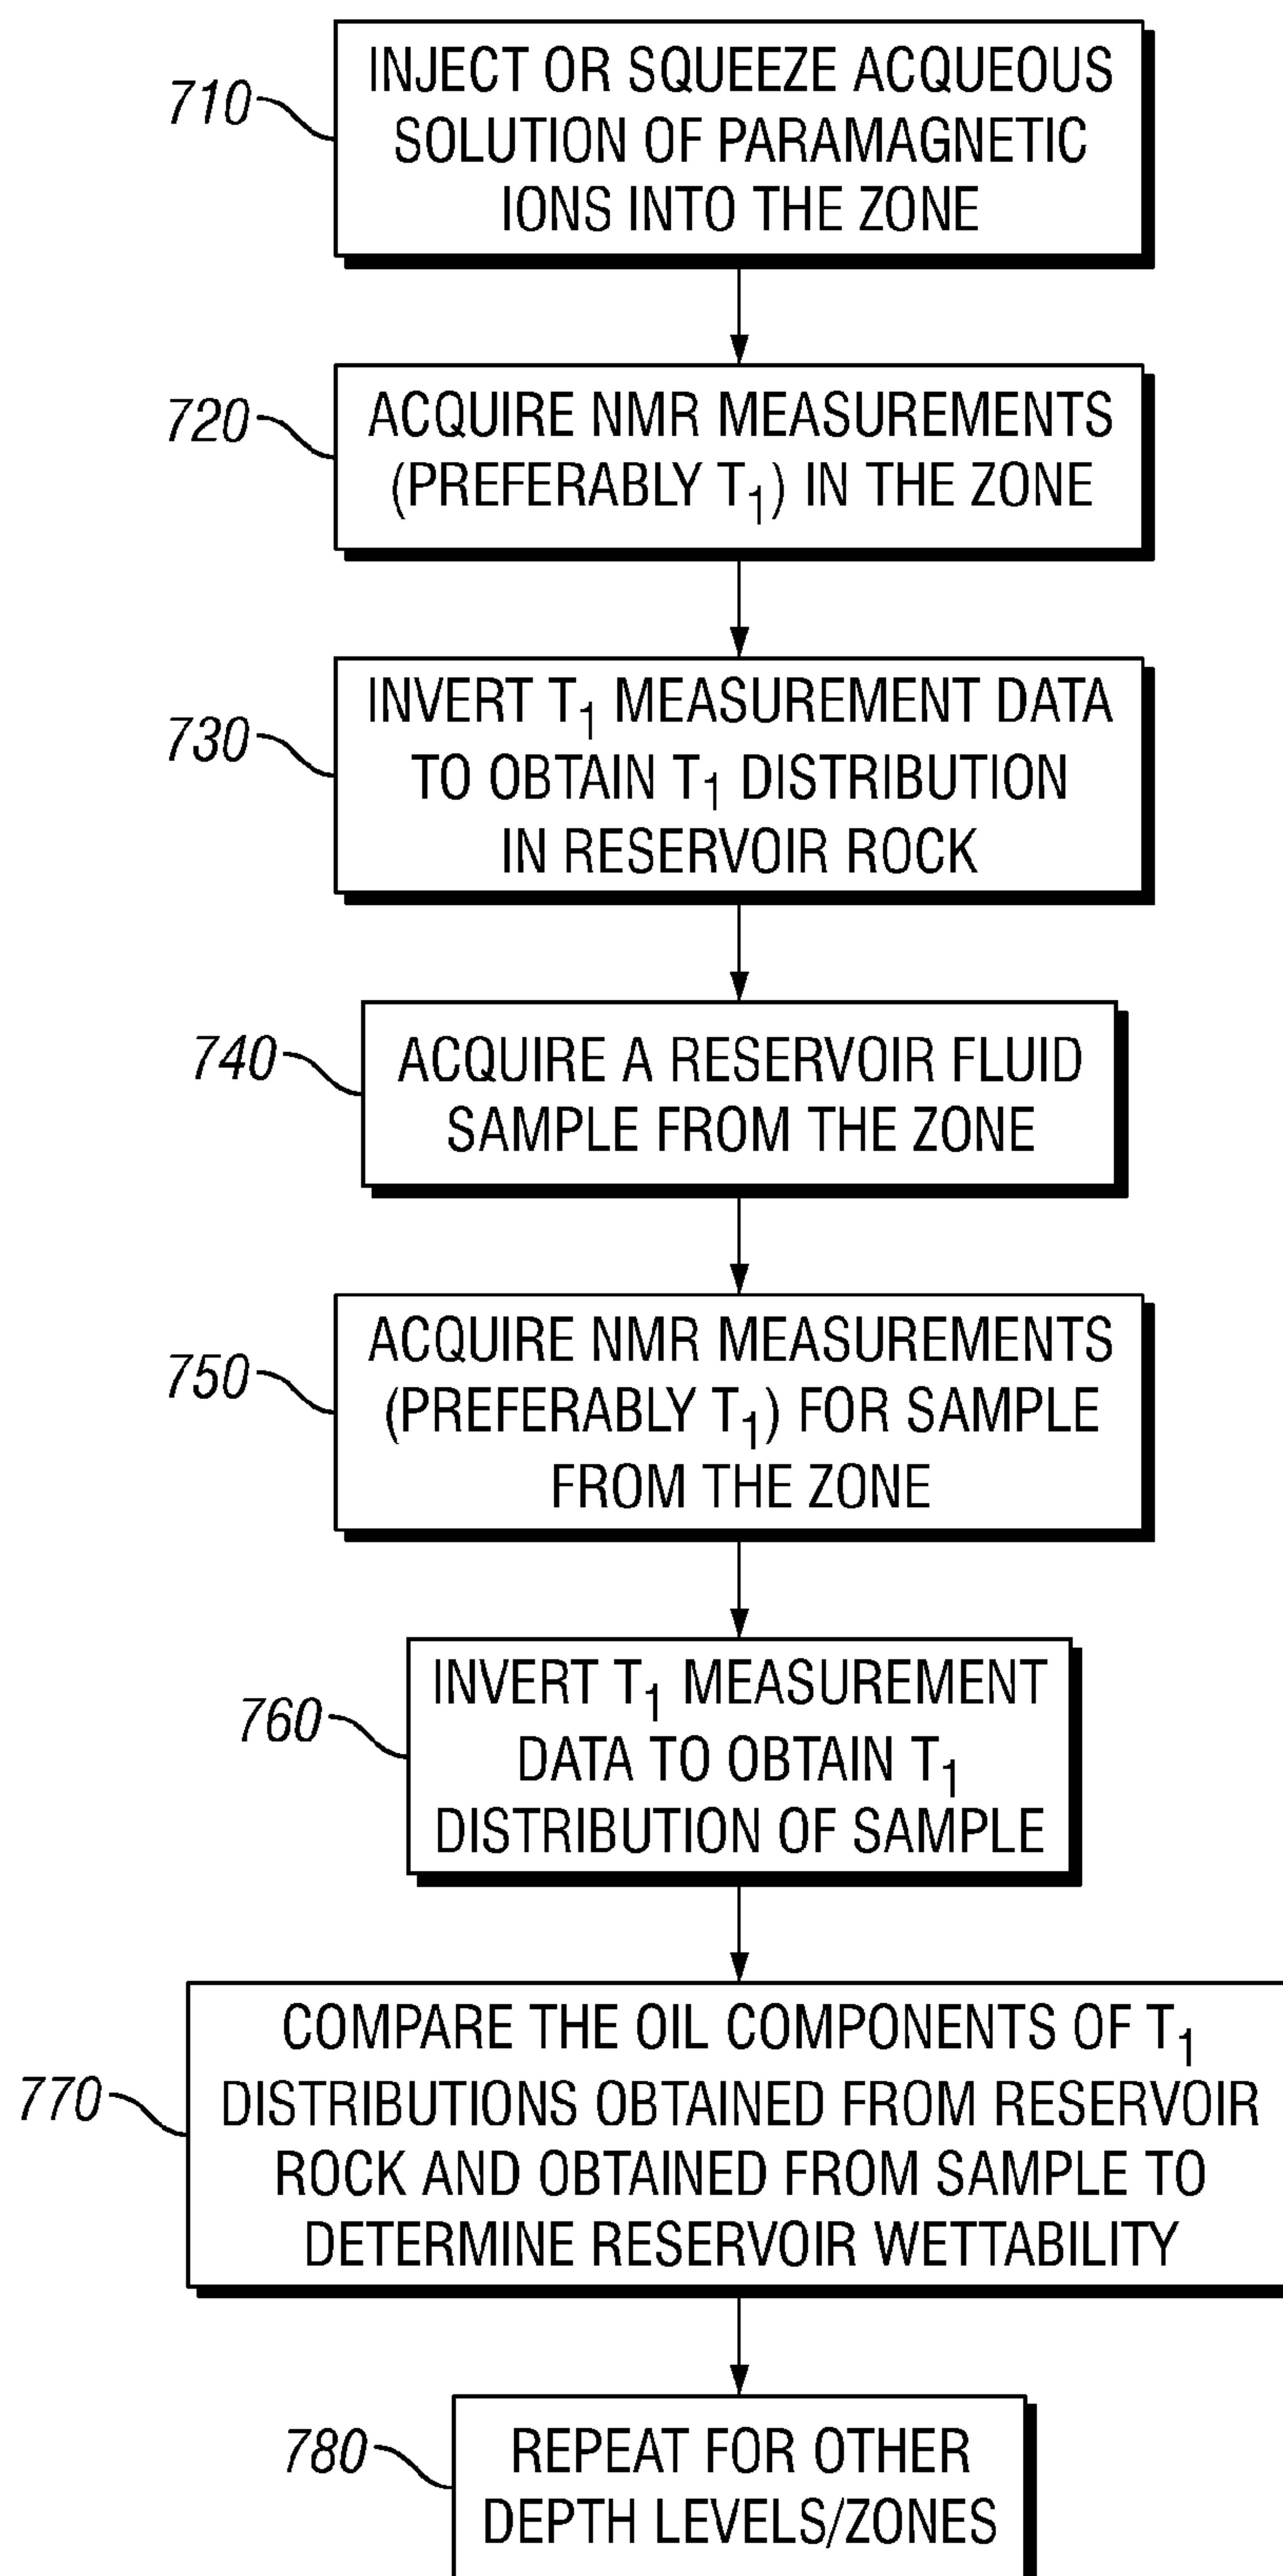 710
INJECT OR SQUEEZE ACQUEOUS
SOLUTION OF PARAMAGNETIC
IONS INTO THE ZONE
720
ACQUIRE NMR MEASUREMENTS
(PREFERABLY T1) IN THE ZONE
730
INVERT T1 MEASUREMENT DATA
TO OBTAIN T1 DISTRIBUTION
IN RESERVOIR ROCK
740
ACQUIRE A RESERVOIR FLUID
SAMPLE FROM THE ZONE
750
ACQUIRE NMR MEASUREMENTS
(PREFERABLY T1) FOR SAMPLE
FROM THE ZONE
760
INVERT T1 MEASUREMENT
DATA TO OBTAIN T1
DISTRIBUTION OF SAMPLE
770
COMPARE THE OIL COMPONENTS OF T1
DISTRIBUTIONS OBTAINED FROM RESERVOIR
ROCK AND OBTAINED FROM SAMPLE TO
DETERMINE RESERVOIR WETTABILITY
780
REPEAT FOR OTHER
DEPTH LEVELS/ZONES